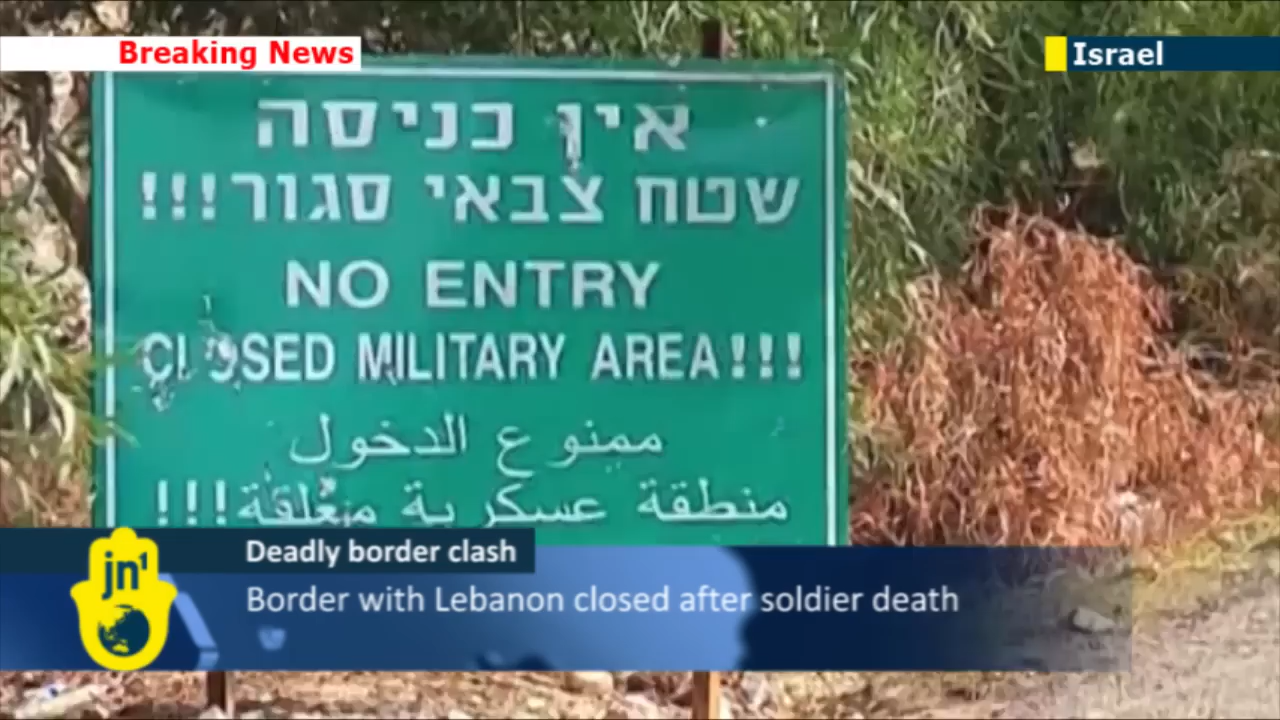 Breaking News
Israel
אין כניסה
שטח צבאי סגור!!!
NO ENTRY
CLOSED MILITARY AREA!!!
ممنوع الدخول
منطقة عسكرية مغلقة!!!
jn1
Deadly border clash
Border with Lebanon closed after soldier death